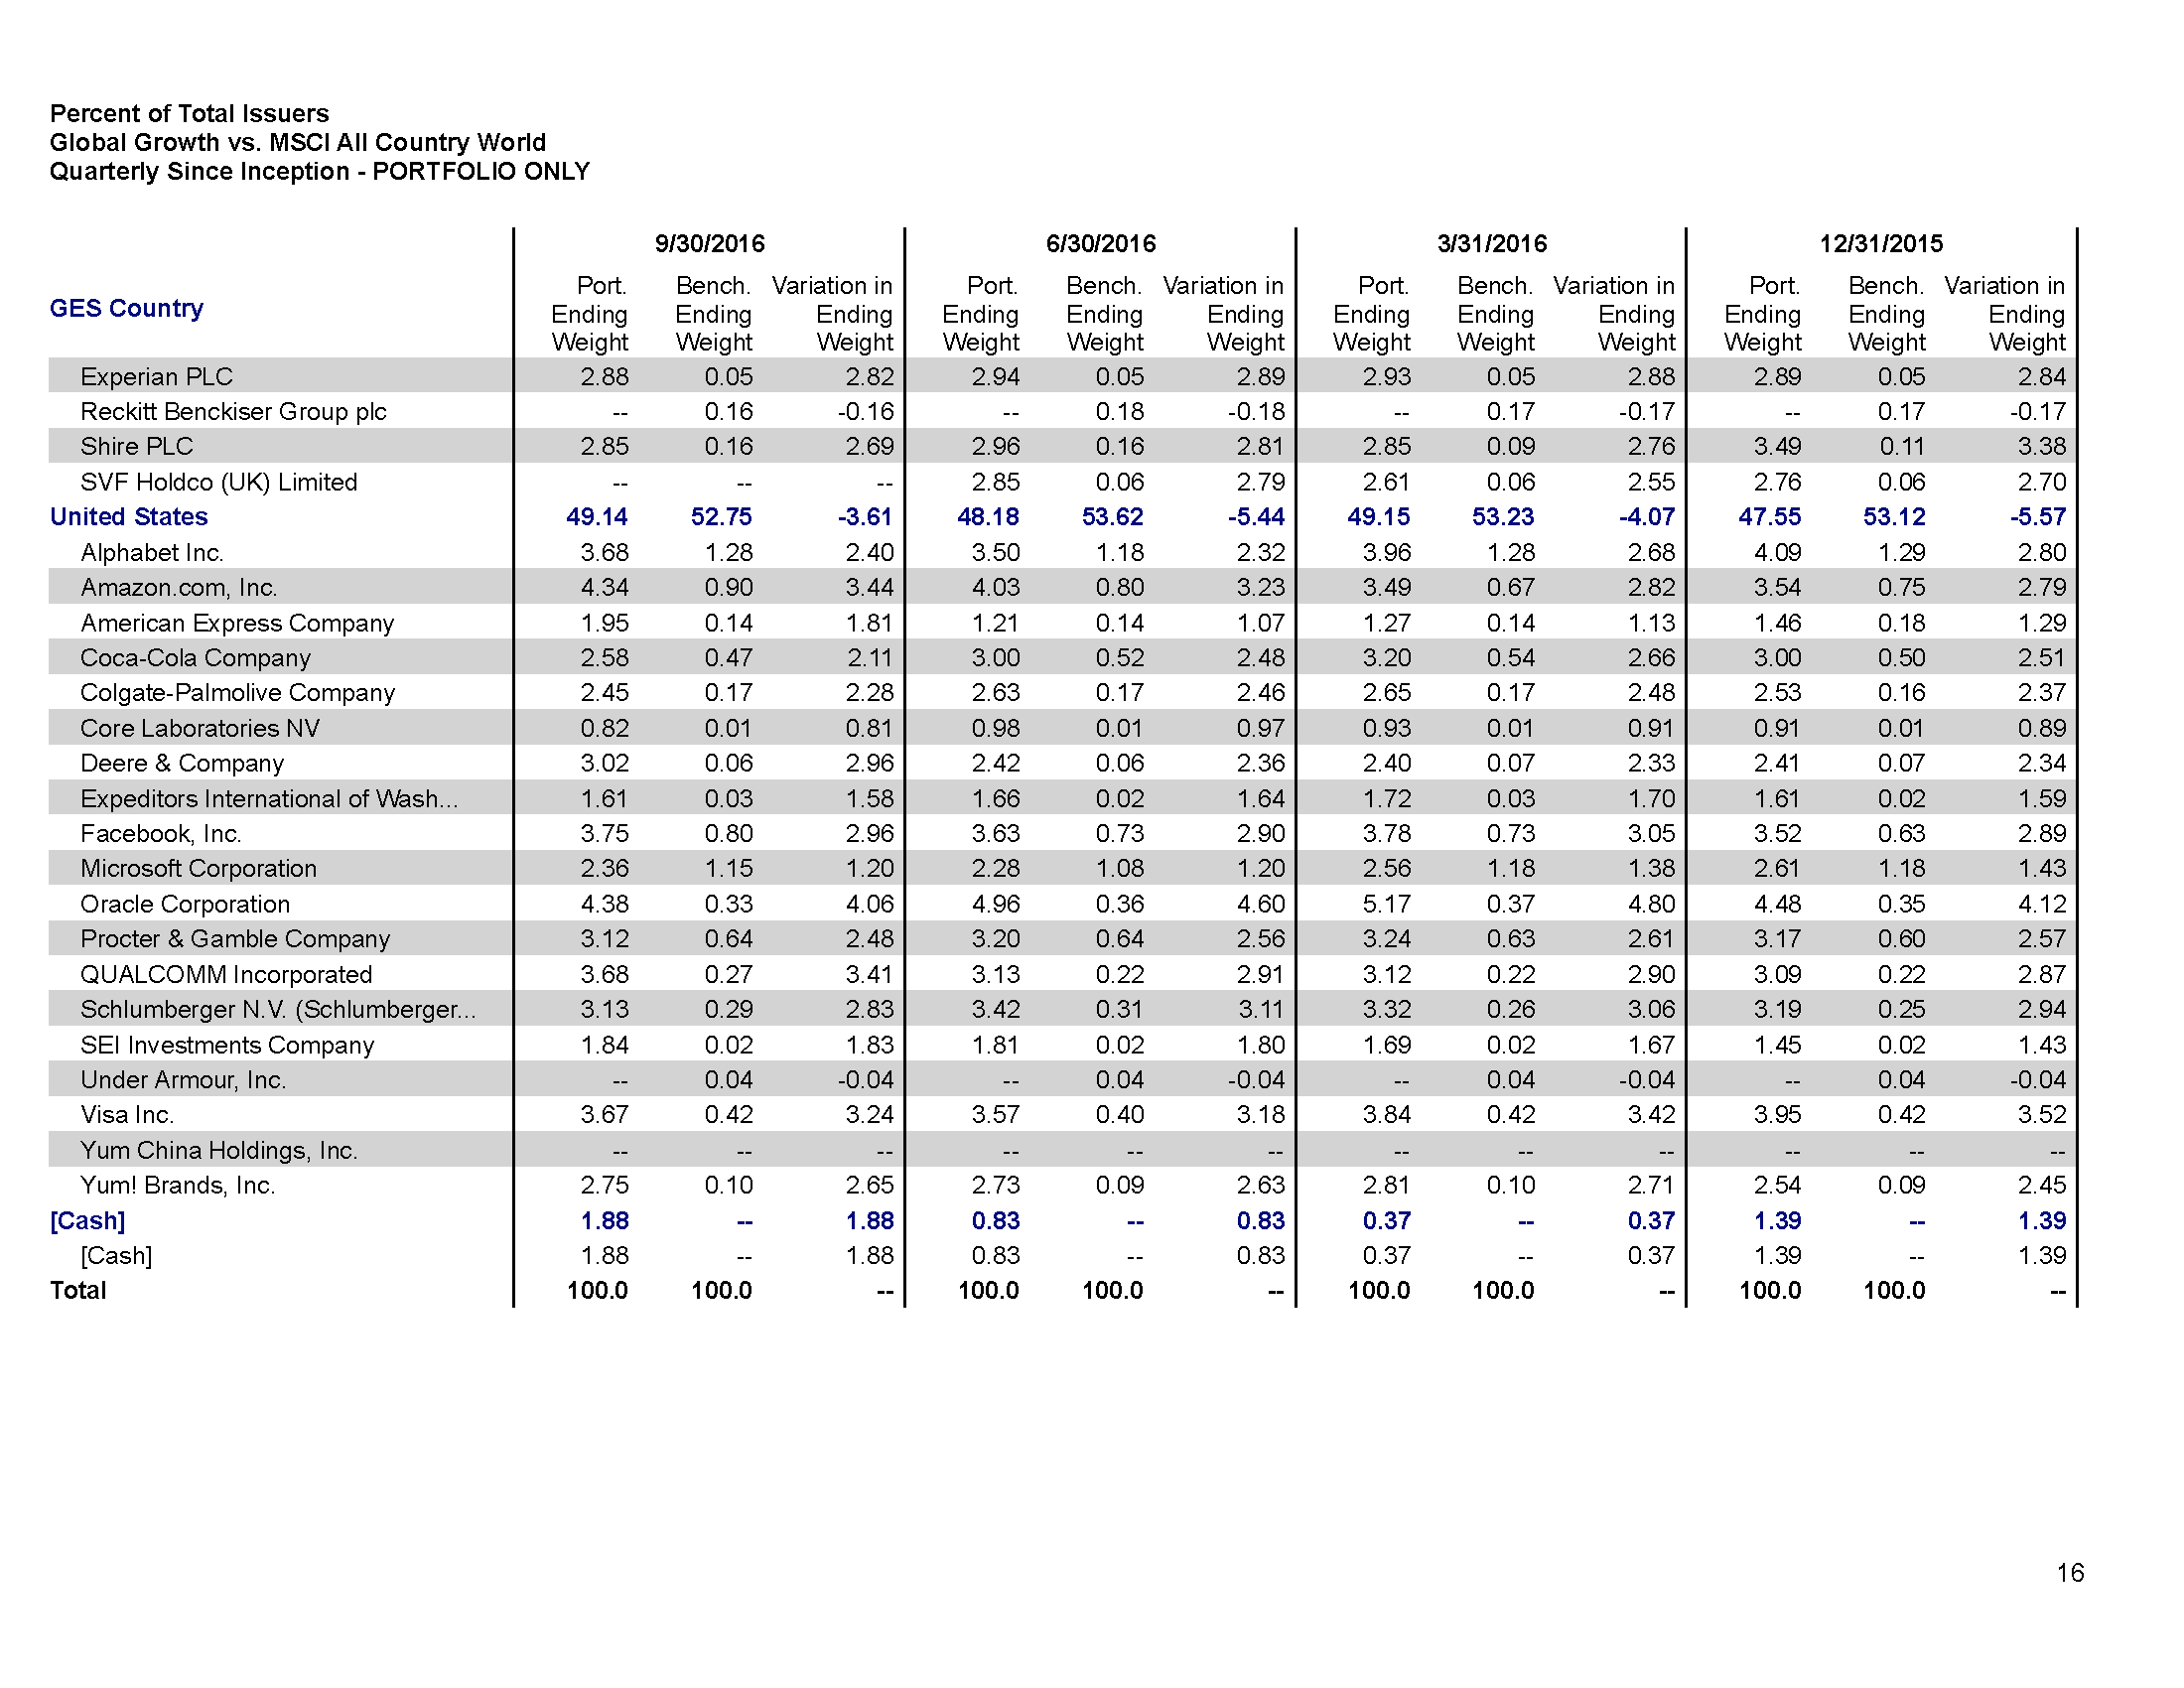 Percent of Total Issuers
Global Growth vs. MSCI All Country World
Quarterly Since Inception - PORTFOLIO ONLY
9/30/2016 6/30/2016 3/31/2016 12/31/2015
GES Country
Port. Bench. Variation in Port. Bench. Variation in Port. Bench. Variation in Port. Bench. Variation in
Ending Ending Ending Ending Ending Ending Ending Ending Ending Ending Ending Ending
Weight Weight Weight Weight Weight Weight Weight Weight Weight Weight Weight Weight
Experian PLC 2.88 0.05 2.82 2.94 0.05 2.89 2.93 0.05 2.88 2.89 0.05 2.84
Reckitt Benckiser Group plc -- 0.16 -0.16 -- 0.18 -0.18 -- 0.17 -0.17 -- 0.17 -0.17
Shire PLC 2.85 0.16 2.69 2.96 0.16 2.81 2.85 0.09 2.76 3.49 0.11 3.38
SVF Holdco (UK) Limited -- -- -- 2.85 0.06 2.79 2.61 0.06 2.55 2.76 0.06 2.70
United States 49.14 52.75 -3.61 48.18 53.62 -5.44 49.15 53.23 -4.07 47.55 53.12 -5.57
Alphabet Inc. 3.68 1.28 2.40 3.50 1.18 2.32 3.96 1.28 2.68 4.09 1.29 2.80
Amazon.com, Inc. 4.34 0.90 3.44 4.03 0.80 3.23 3.49 0.67 2.82 3.54 0.75 2.79
American Express Company 1.95 0.14 1.81 1.21 0.14 1.07 1.27 0.14 1.13 1.46 0.18 1.29
Coca-Cola Company 2.58 0.47 2.11 3.00 0.52 2.48 3.20 0.54 2.66 3.00 0.50 2.51
Colgate-Palmolive Company 2.45 0.17 2.28 2.63 0.17 2.46 2.65 0.17 2.48 2.53 0.16 2.37
Core Laboratories NV 0.82 0.01 0.81 0.98 0.01 0.97 0.93 0.01 0.91 0.91 0.01 0.89
Deere & Company 3.02 0.06 2.96 2.42 0.06 2.36 2.40 0.07 2.33 2.41 0.07 2.34
Expeditors International of Wash... 1.61 0.03 1.58 1.66 0.02 1.64 1.72 0.03 1.70 1.61 0.02 1.59
Facebook, Inc. 3.75 0.80 2.96 3.63 0.73 2.90 3.78 0.73 3.05 3.52 0.63 2.89
Microsoft Corporation 2.36 1.15 1.20 2.28 1.08 1.20 2.56 1.18 1.38 2.61 1.18 1.43
Oracle Corporation 4.38 0.33 4.06 4.96 0.36 4.60 5.17 0.37 4.80 4.48 0.35 4.12
Procter & Gamble Company 3.12 0.64 2.48 3.20 0.64 2.56 3.24 0.63 2.61 3.17 0.60 2.57
QUALCOMM Incorporated 3.68 0.27 3.41 3.13 0.22 2.91 3.12 0.22 2.90 3.09 0.22 2.87
Schlumberger N.V. (Schlumberger... 3.13 0.29 2.83 3.42 0.31 3.11 3.32 0.26 3.06 3.19 0.25 2.94
SEI Investments Company 1.84 0.02 1.83 1.81 0.02 1.80 1.69 0.02 1.67 1.45 0.02 1.43
Under Armour, Inc. -- 0.04 -0.04 -- 0.04 -0.04 -- 0.04 -0.04 -- 0.04 -0.04
Visa Inc. 3.67 0.42 3.24 3.57 0.40 3.18 3.84 0.42 3.42 3.95 0.42 3.52
Yum China Holdings, Inc. -- -- -- -- -- -- -- -- -- -- -- --
Yum! Brands, Inc. 2.75 0.10 2.65 2.73 0.09 2.63 2.81 0.10 2.71 2.54 0.09 2.45
[Cash] 1.88 -- 1.88 0.83 -- 0.83 0.37 -- 0.37 1.39 -- 1.39
[Cash] 1.88 -- 1.88 0.83 -- 0.83 0.37 -- 0.37 1.39 -- 1.39
Total 100.0 100.0 -- 100.0 100.0 -- 100.0 100.0 -- 100.0 100.0 --
16